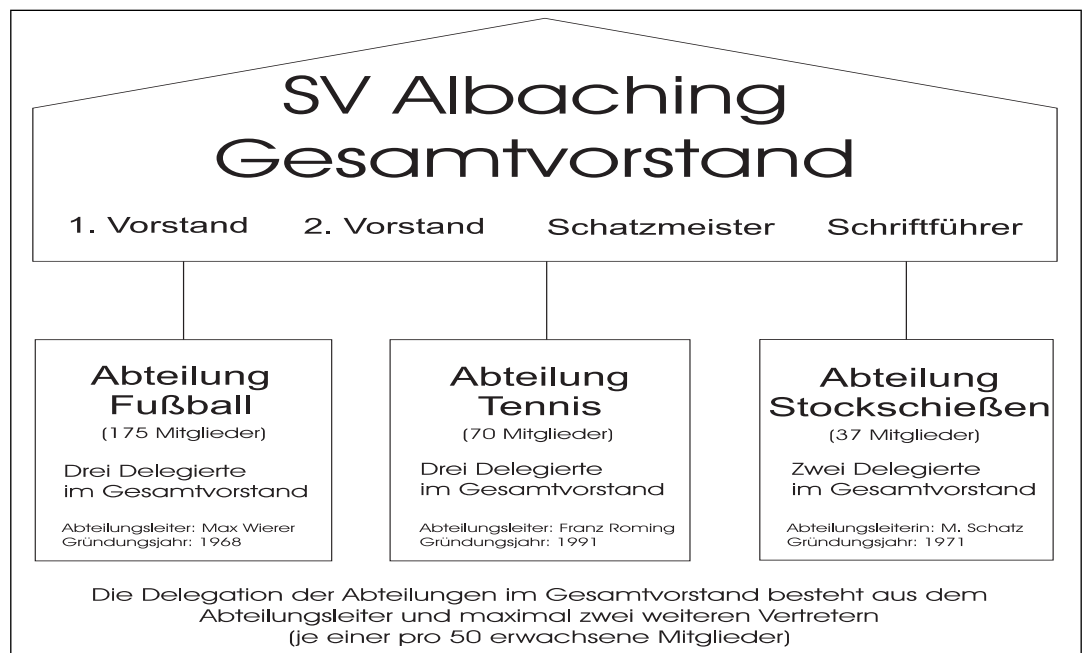 SV Albaching
Gesamtvorstand
1. Vorstand 2. Vorstand Schatzmeister Schriftführer
Abteilung
Fußball
(175 Mitglieder)
Drei Delegierte
im Gesamtvorstand
Abteilungsleiter: Max Wierer
Gründungsjahr: 1968
Abteilung
Tennis
(70 Mitglieder)
Drei Delegierte
im Gesamtvorstand
Abteilungsleiter: Franz Roming
Gründungsjahr: 1991
Abteilung
Stockschießen
(37 Mitglieder)
Zwei Delegierte
im Gesamtvorstand
Abteilungsleiterin: M. Schatz
Gründungsjahr: 1971
Die Delegation der Abteilungen im Gesamtvorstand besteht aus dem
Abteilungsleiter und maximal zwei weiteren Vertretern
(je einer pro 50 erwachsene Mitglieder)